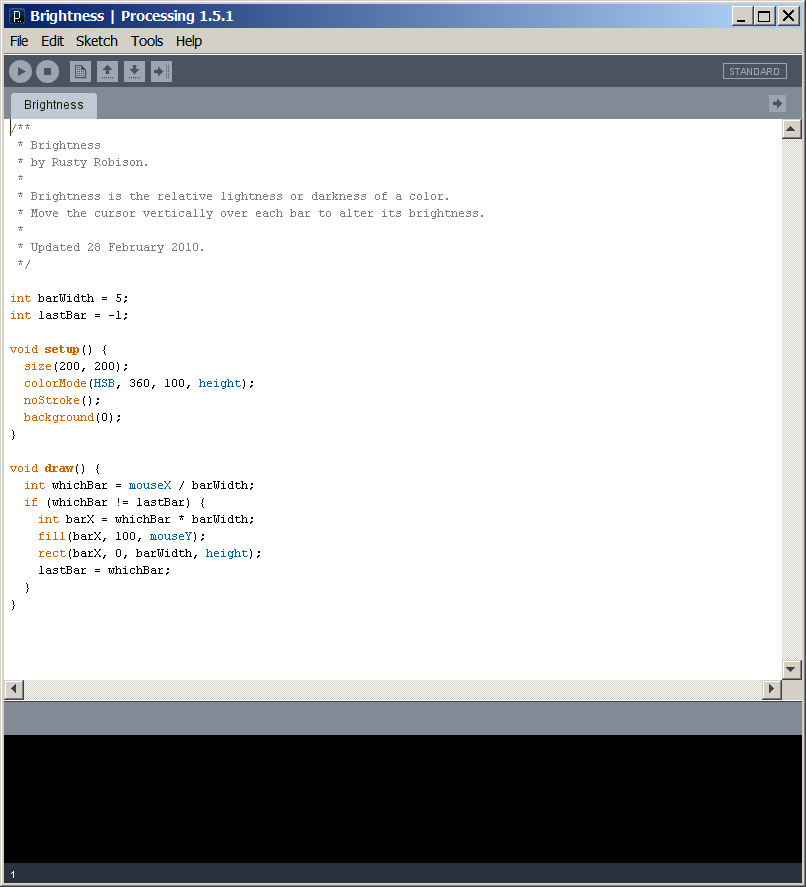 Brightness | Processing 1.5.1
File Edit Sketch Tools Help
STANDARD
Brightness
/**
 * Brightness
 * by Rusty Robison.
 *
 * Brightness is the relative lightness or darkness of a color.
 * Move the cursor vertically over each bar to alter its brightness.
 *
 * Updated 28 February 2010.
 */
int barWidth = 5;
int lastBar = -1;
void setup() {
  size(200, 200);
  colorMode(HSB, 360, 100, height);
  noStroke();
  background(0);
}
void draw() {
  int whichBar = mouseX / barWidth;
  if (whichBar != lastBar) {
    int barX = whichBar * barWidth;
    fill(barX, 100, mouseY);
    rect(barX, 0, barWidth, height);
    lastBar = whichBar;
  }
}
1